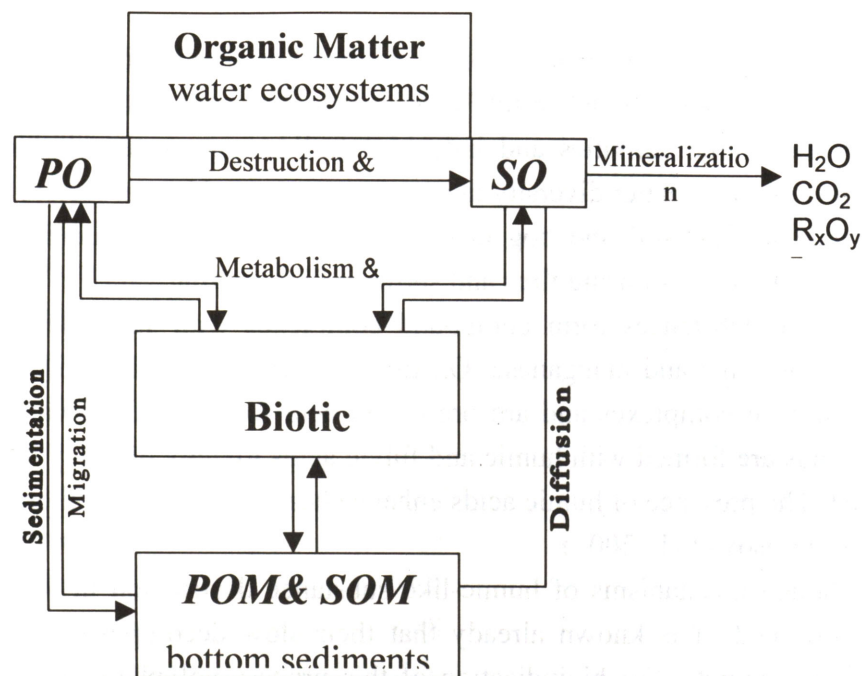 Organic Matter
water ecosystems
PO
Destruction &
SO
Mineralizatio
n
H₂O
CO₂
RₓOᵧ
Metabolism &
Biotic
Sedimentation
Migration
Diffusion
POM& SOM
bottom sediments